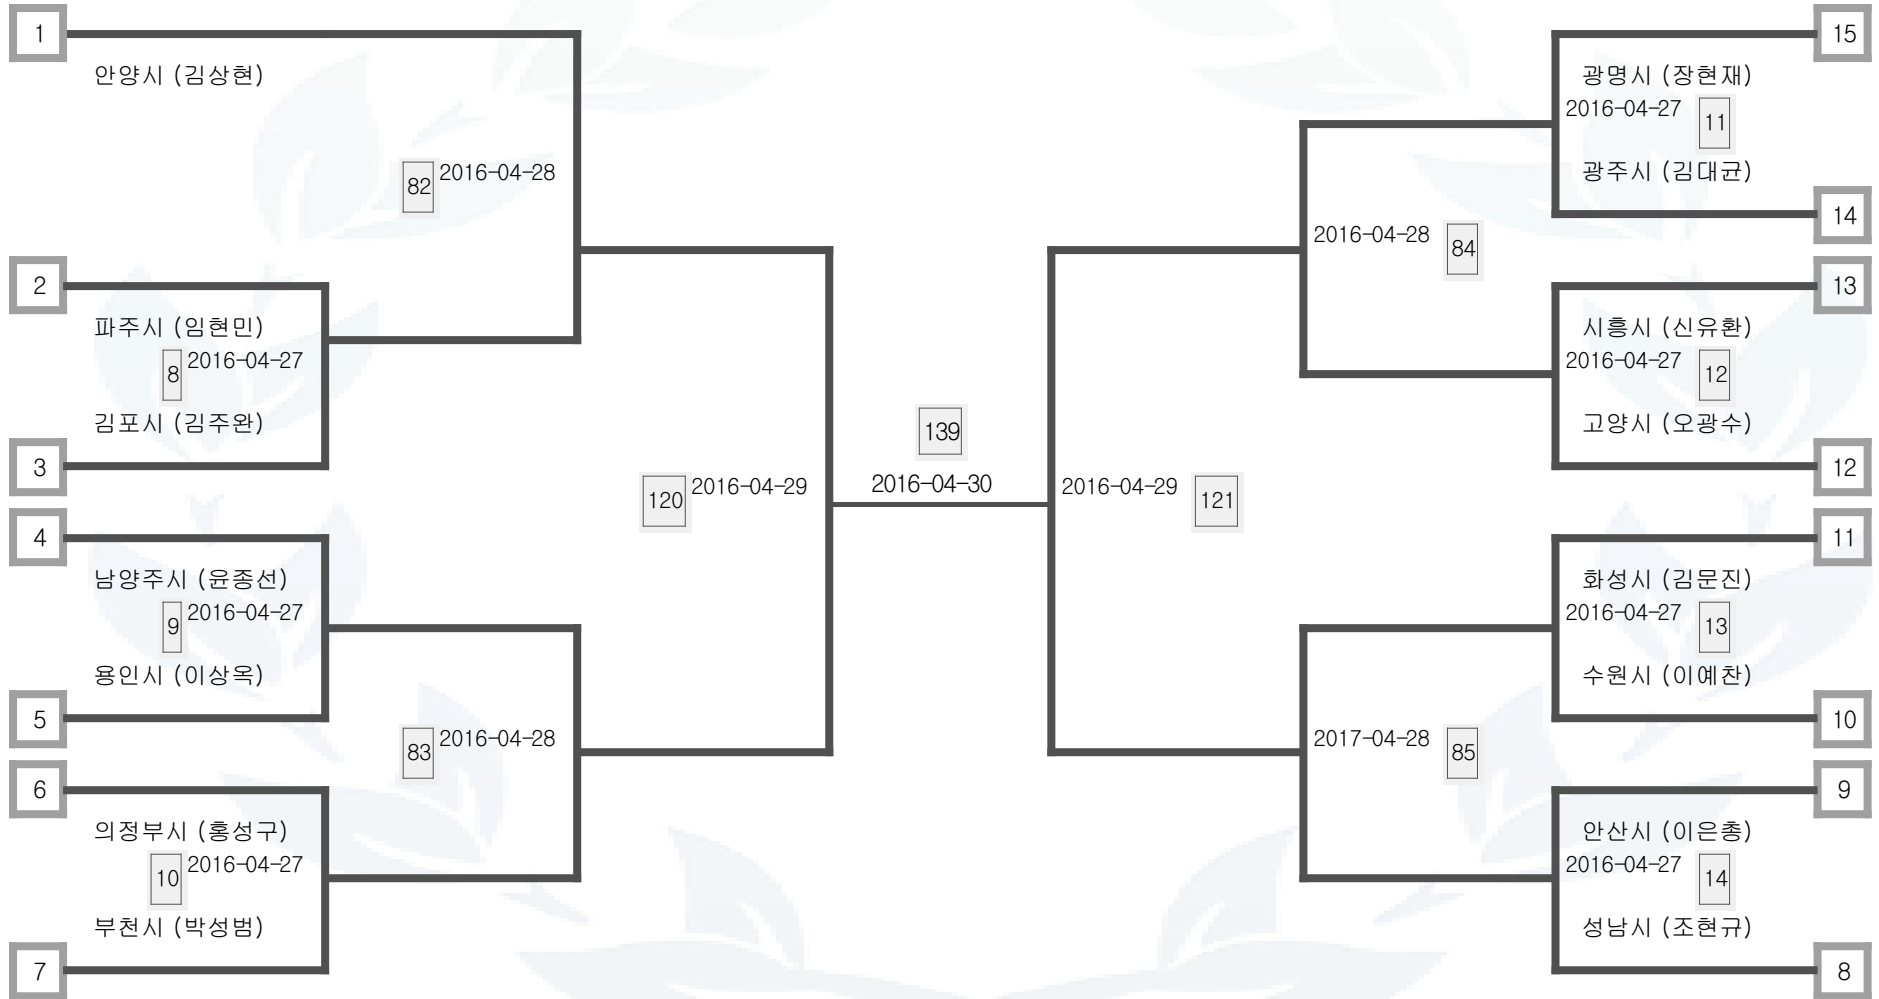 1
안양시 (김상현)
82 2016-04-28
2
파주시 (임현민)
8 2016-04-27
김포시 (김주완)
3
4
남양주시 (윤종선)
9 2016-04-27
용인시 (이상옥)
5
83 2016-04-28
6
의정부시 (홍성구)
10 2016-04-27
부천시 (박성범)
7
120 2016-04-29
139
2016-04-30
2016-04-29 121
15
광명시 (장현재)
2016-04-27 11
광주시 (김대균)
14
2016-04-28 84
13
시흥시 (신유환)
2016-04-27 12
고양시 (오광수)
12
11
화성시 (김문진)
2016-04-27 13
수원시 (이예찬)
10
2017-04-28 85
9
안산시 (이은총)
2016-04-27 14
성남시 (조현규)
8